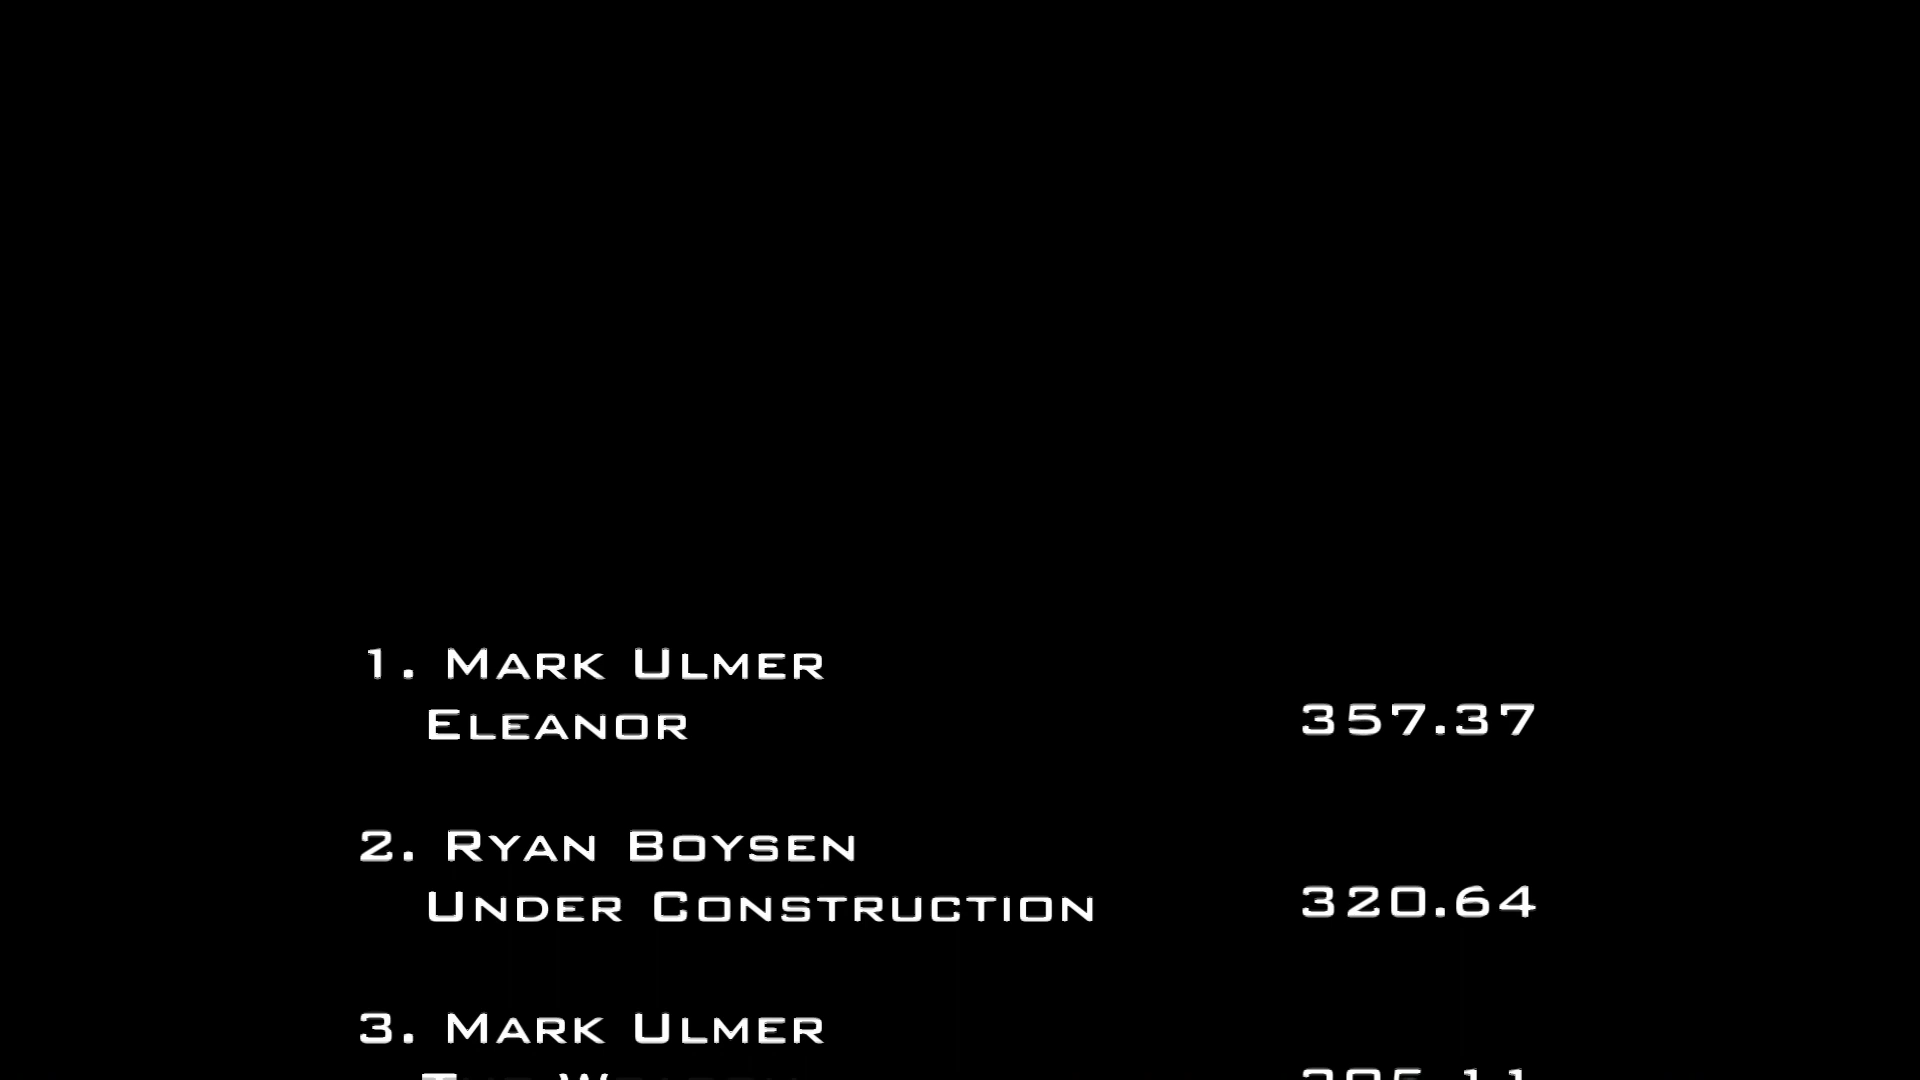 1. Mark Ulmer
Eleanor 357.37
2. Ryan Boysen
Under Construction 320.64
3. Mark Ulmer